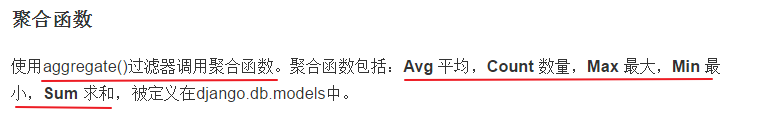 聚合函数
使用aggregate()过滤器调用聚合函数。聚合函数包括：Avg 平均，Count 数量，Max 最大，Min 最
小，Sum 求和，被定义在django.db.models中。